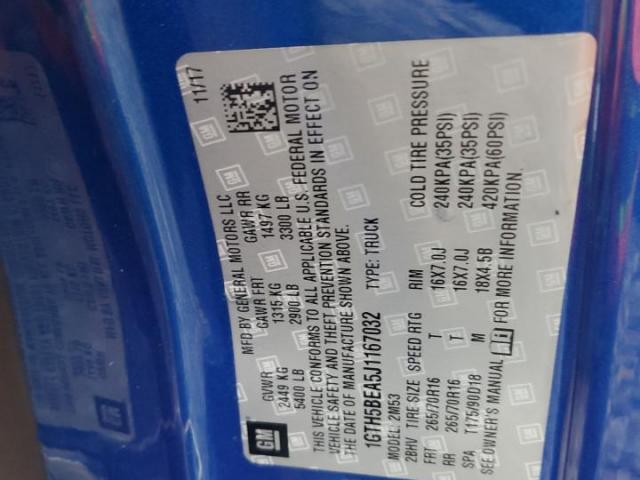 GM
MFD BY GENERAL MOTORS LLC
11/17
GVWR GAWR FRT GAWR RR
2449 KG 1315 KG 1497 KG
5400 LB 2900 LB 3300 LB
THIS VEHICLE CONFORMS TO ALL APPLICABLE U.S. FEDERAL MOTOR
VEHICLE SAFETY AND THEFT PREVENTION STANDARDS IN EFFECT ON
THE DATE OF MANUFACTURE SHOWN ABOVE.
1GTH5BEA5J1167032 TYPE: TRUCK
MODEL: 2M53
2BHV TIRE SIZE SPEED RTG RIM COLD TIRE PRESSURE
FRT 265/70R16 T 16X7.0J 240KPA(35PSI)
RR 265/70R16 T 16X7.0J 240KPA(35PSI)
SPA T175/90D18 M 18X4.5B 420KPA(60PSI)
SEE OWNER'S MANUAL FOR MORE INFORMATION.